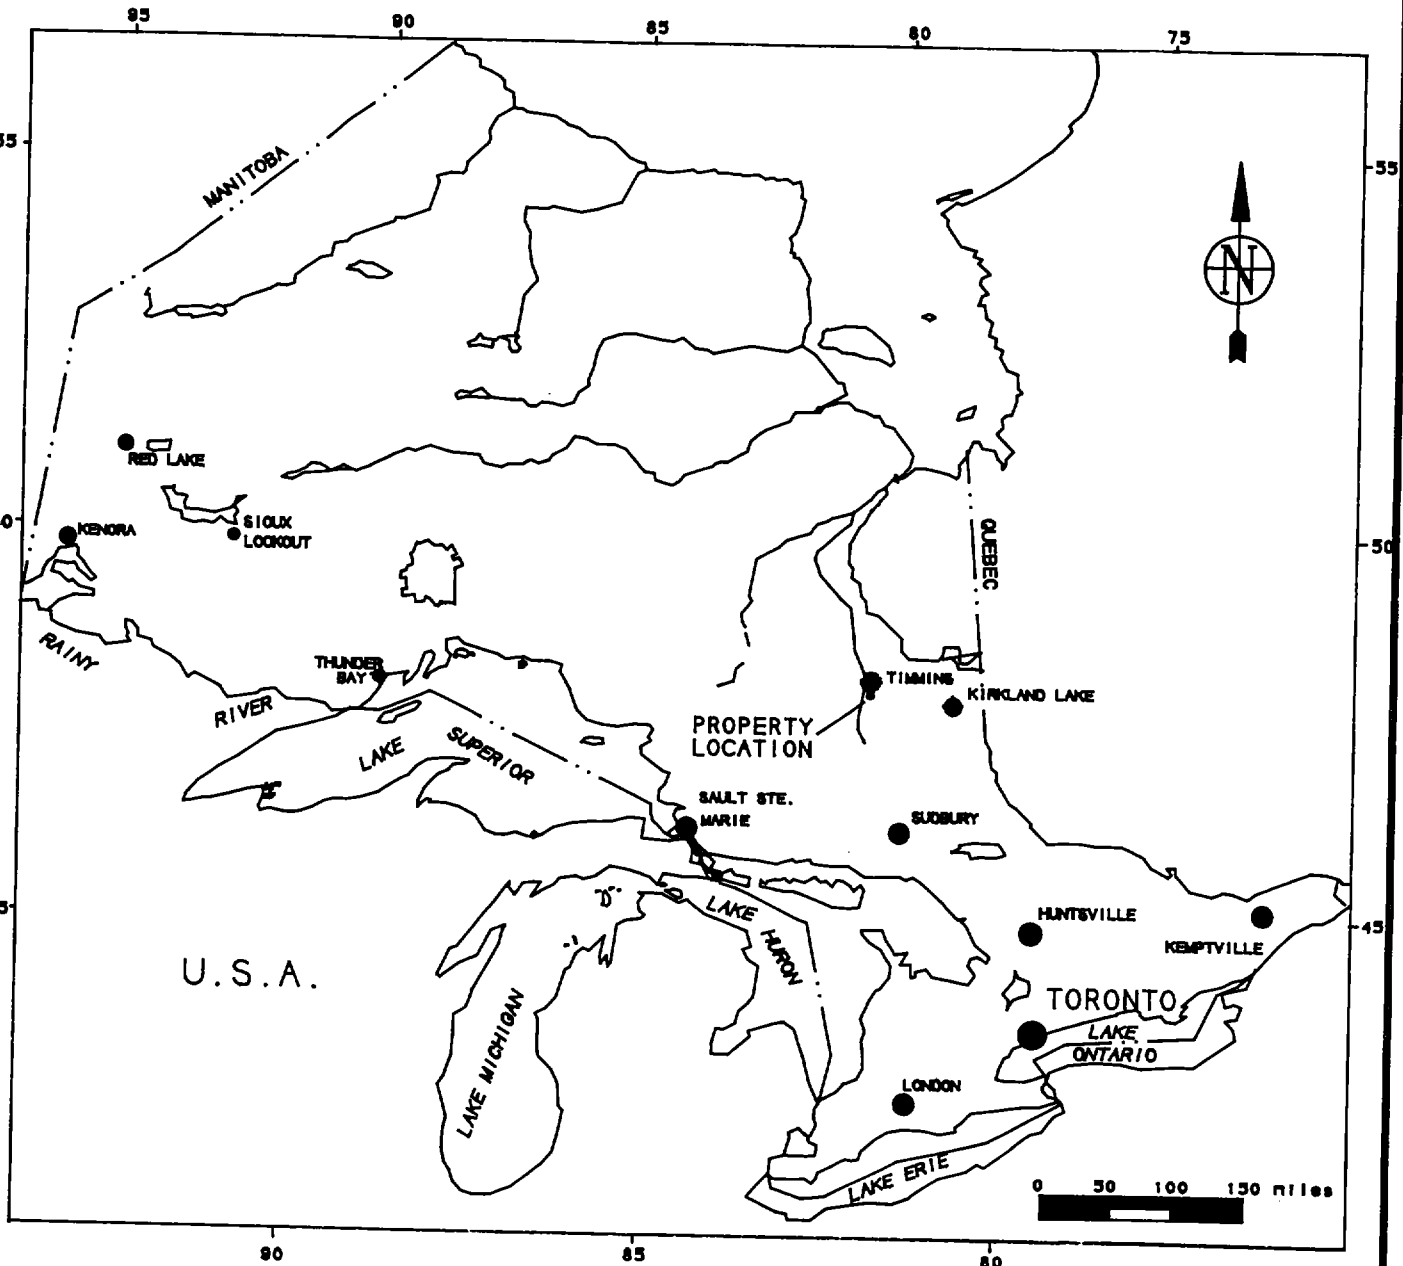 95
90
85
80
75
55
55
MANITOBA
N
RED LAKE
KENORA
SIOUX
LOOKOUT
0
50
QUEBEC
RAINY
RIVER
THUNDER
BAY
TIMMINS
KIRKLAND LAKE
PROPERTY
LOCATION
LAKE
SUPERIOR
SAULT STE.
MARIE
SUDBURY
5
45
LAKE
HURON
HUNTSVILLE
KEMPTVILLE
U.S.A.
TORONTO
LAKE
ONTARIO
LAKE MICHIGAN
LONDON
LAKE ERIE
0 50 100 150 miles
90
85
80